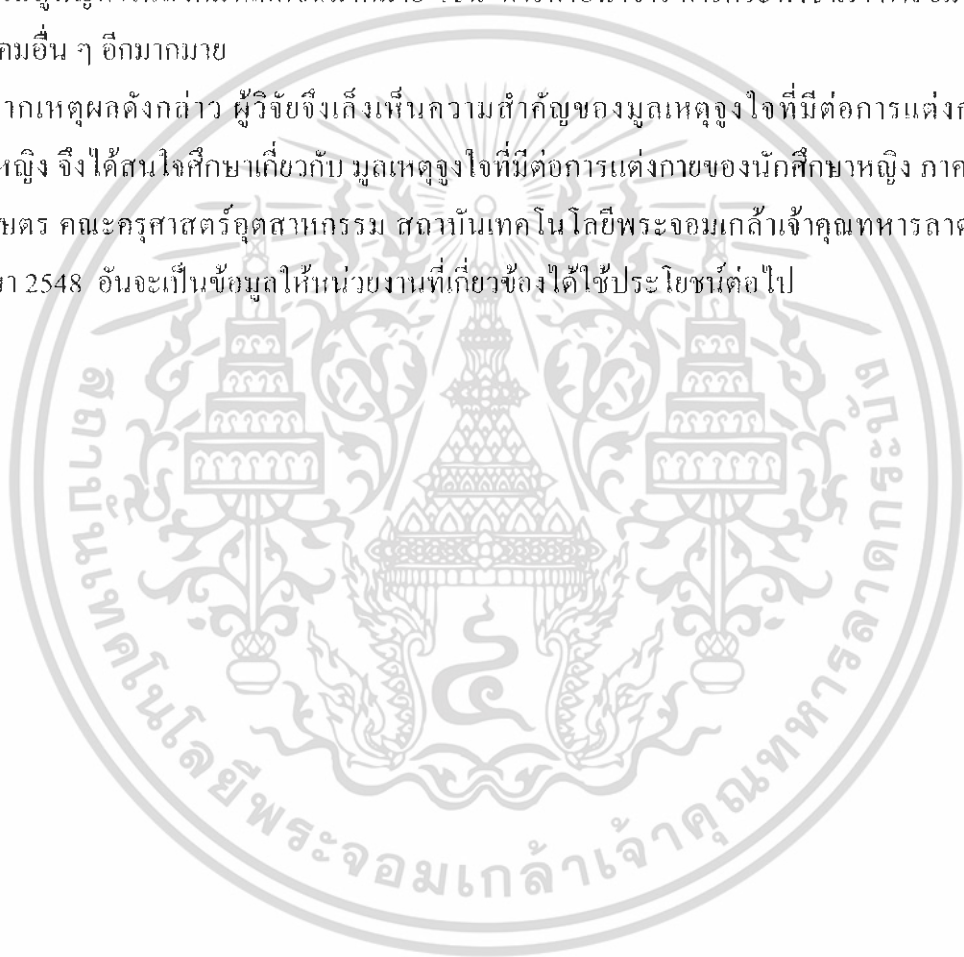 คมอื่น ๆ อีกมากมาย
ากเหตุผลดังกล่าว ผู้วิจัยจึงเล็งเห็นความสำคัญของมูลเหตุจูงใจที่มีต่อการแต่งก
หญิง จึงได้สนใจศึกษาเกี่ยวกับ มูลเหตุจูงใจที่มีต่อการแต่งกายของนักศึกษาหญิง ภาค
ษตร คณะครุศาสตร์อุตสาหกรรม สถาบันเทคโนโลยีพระจอมเกล้าเจ้าคุณทหารลาด
ษา 2548 อันจะเป็นข้อมูลให้หน่วยงานที่เกี่ยวข้องได้ใช้ประโยชน์ต่อไป
สถาบันเทคโนโลยีพระจอมเกล้าเจ้าคุณทหารลาดกระบัง